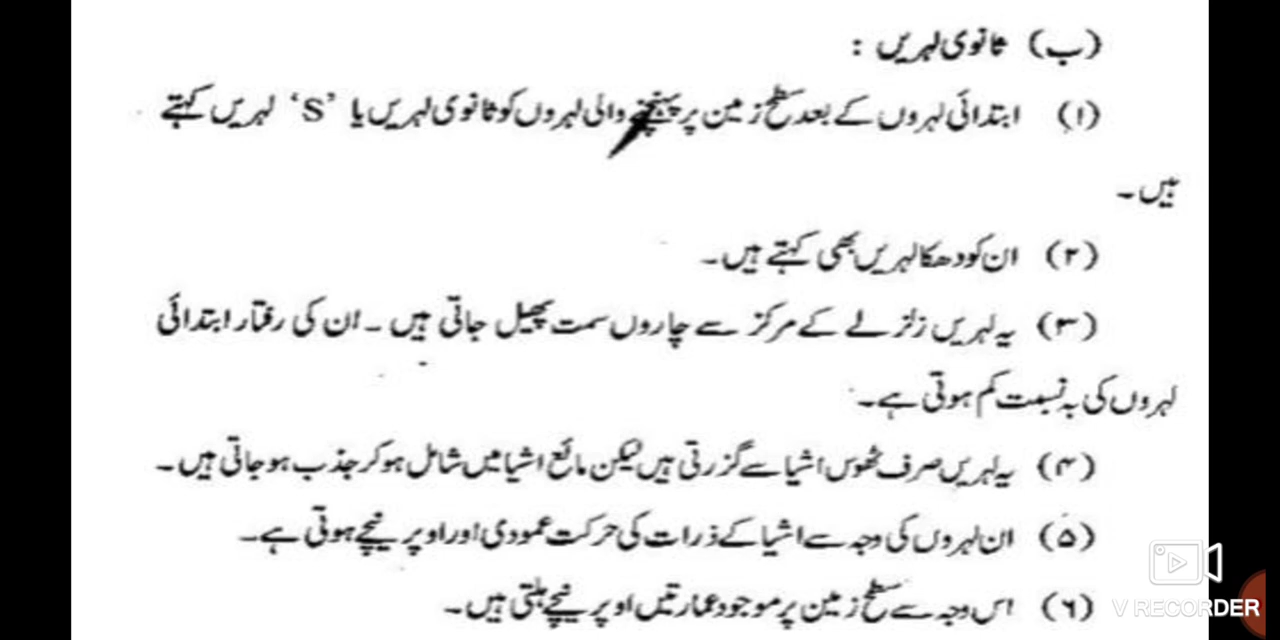 (ب) ثانوی لہریں :
(۱) ابتدائی لہروں کے بعد سطح زمین پر پہنچنے والی لہروں کو ثانوی لہریں یا 'S' لہریں کہتے
ہیں۔
(۲) ان کو دھکا لہریں بھی کہتے ہیں۔
(۳) یہ لہریں زلزلے کے مرکز سے چاروں سمت پھیل جاتی ہیں۔ ان کی رفتار ابتدائی
لہروں کی بہ نسبت کم ہوتی ہے۔
(۴) یہ لہریں صرف ٹھوس اشیا سے گزرتی ہیں لیکن مائع اشیا میں شامل ہو کر جذب ہو جاتی ہیں۔
(۵) ان لہروں کی وجہ سے اشیا کے ذرات کی حرکت عمودی اور اوپر نیچے ہوتی ہے۔
(۶) اس وجہ سے سطح زمین پر موجود عمارتیں اوپر نیچے ہلتی ہیں۔
V RECORDER